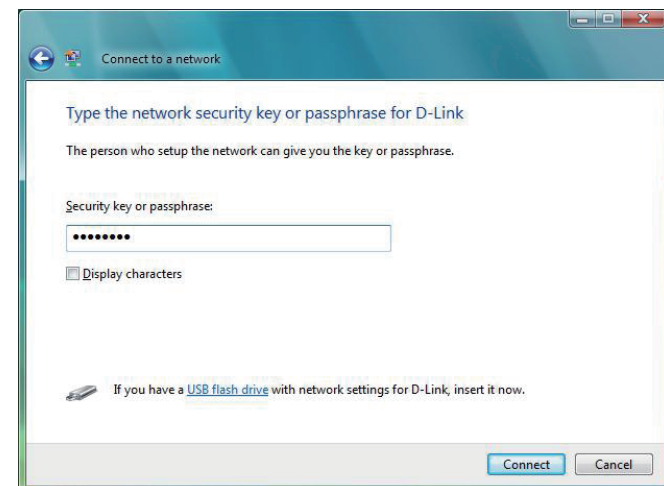 Connect to a network
Type the network security key or passphrase for D-Link
The person who setup the network can give you the key or passphrase.
Security key or passphrase:
••••••••
Display characters
If you have a USB flash drive with network settings for D-Link, insert it now.
Connect Cancel